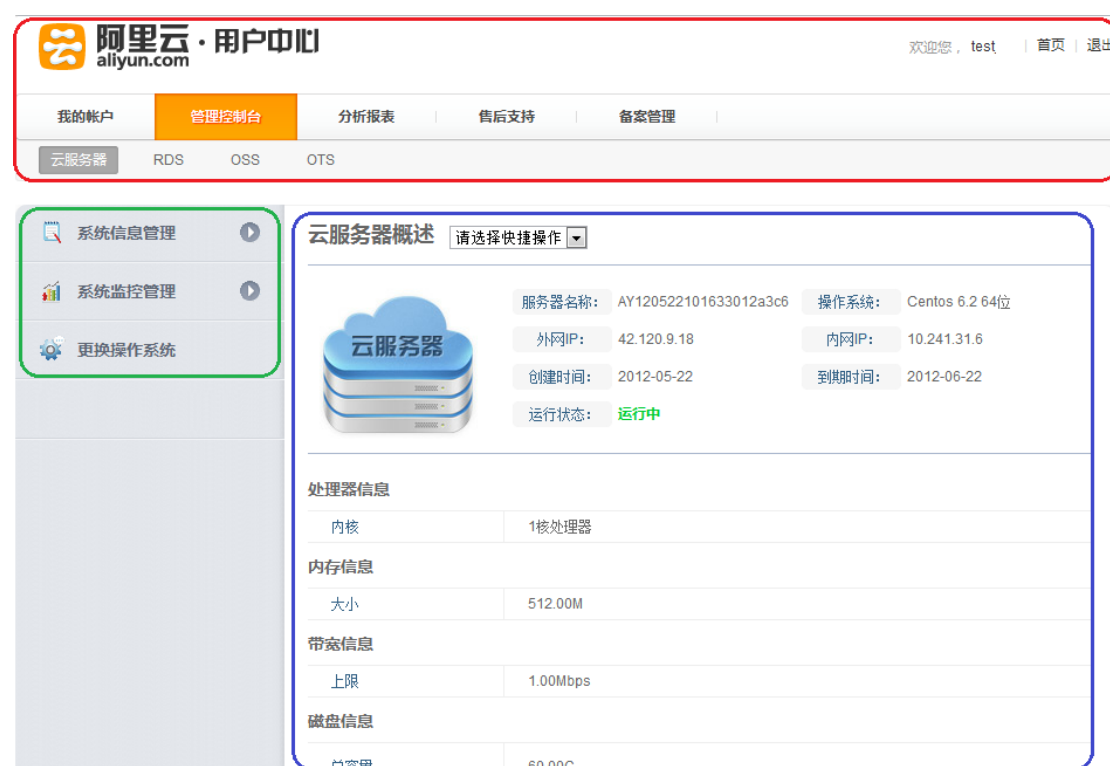 阿里云·用户中心
aliyun.com
欢迎您， test 首页 退出
我的帐户 管理控制台 分析报表 售后支持 备案管理
云服务器 RDS OSS OTS
系统信息管理
系统监控管理
更换操作系统
云服务器概述 请选择快捷操作
云服务器
服务器名称： AY120522101633012a3c6 操作系统： Centos 6.2 64位
外网IP： 42.120.9.18 内网IP： 10.241.31.6
创建时间： 2012-05-22 到期时间： 2012-06-22
运行状态： 运行中
处理器信息
内核 1核处理器
内存信息
大小 512.00M
带宽信息
上限 1.00Mbps
磁盘信息
总容量 60.00G